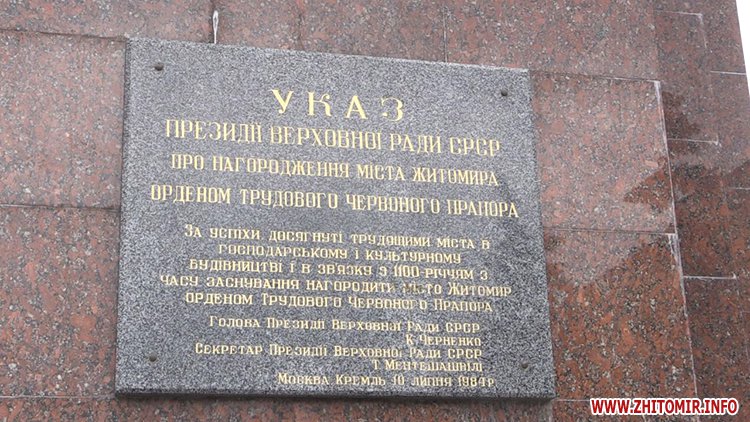 УКАЗ
ПРЕЗИДІЇ ВЕРХОВНОЇ РАДИ СРСР
ПРО НАГОРОДЖЕННЯ МІСТА ЖИТОМИРА
ОРДЕНОМ ТРУДОВОГО ЧЕРВОНОГО ПРАПОРА
ЗА УСПІХИ, ДОСЯГНУТІ ТРУДЯЩИМИ МІСТА В
ГОСПОДАРСЬКОМУ І КУЛЬТУРНОМУ
БУДІВНИЦТВІ І В ЗВ'ЯЗКУ З 1100-РІЧЧЯМ З
ЧАСУ ЗАСНУВАННЯ НАГОРОДИТИ МІСТО ЖИТОМИР
ОРДЕНОМ ТРУДОВОГО ЧЕРВОНОГО ПРАПОРА
ГОЛОВА ПРЕЗИДІЇ ВЕРХОВНОЇ РАДИ СРСР
К. ЧЕРНЕНКО
СЕКРЕТАР ПРЕЗИДІЇ ВЕРХОВНОЇ РАДИ СРСР
Т. МЕНТЕШАШВІЛІ
МОСКВА КРЕМЛЬ 10 ЛИПНЯ 1984 Р.
WWW.ZHITOMIR.INFO